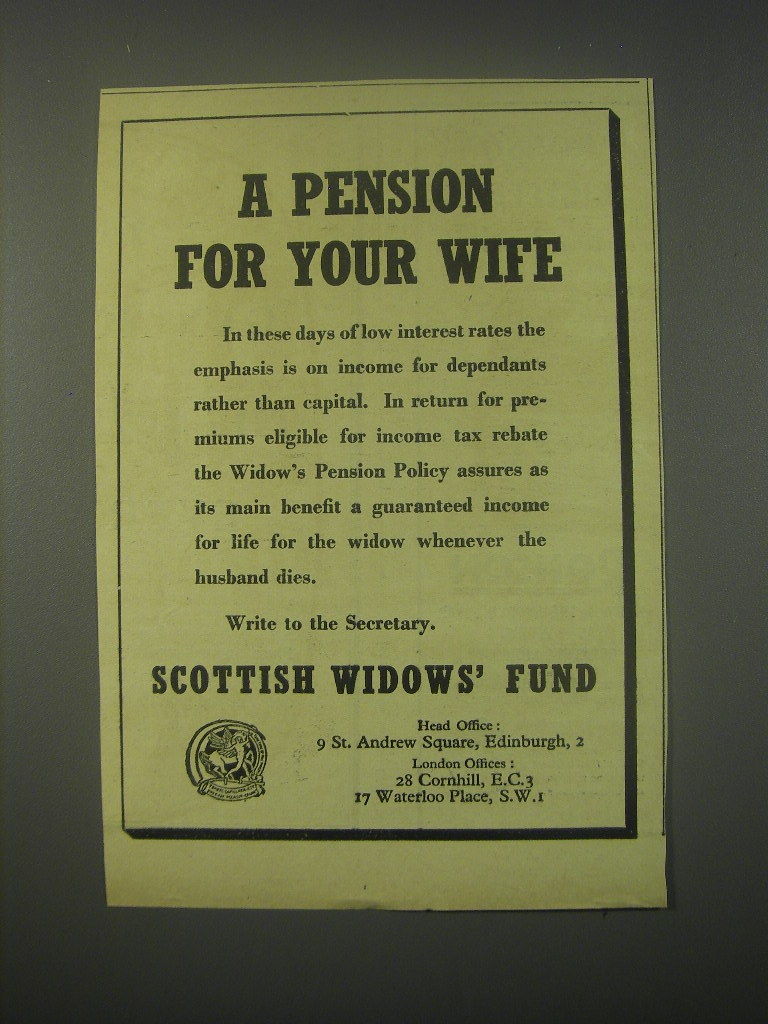 A PENSION
FOR YOUR WIFE
In these days of low interest rates the
emphasis is on income for dependants
rather than capital. In return for pre-
miums eligible for income tax rebate
the Widow's Pension Policy assures as
its main benefit a guaranteed income
for life for the widow whenever the
husband dies.
Write to the Secretary.
SCOTTISH WIDOWS' FUND
Head Office :
9 St. Andrew Square, Edinburgh, 2
London Offices :
28 Cornhill, E.C.3
17 Waterloo Place, S.W.1